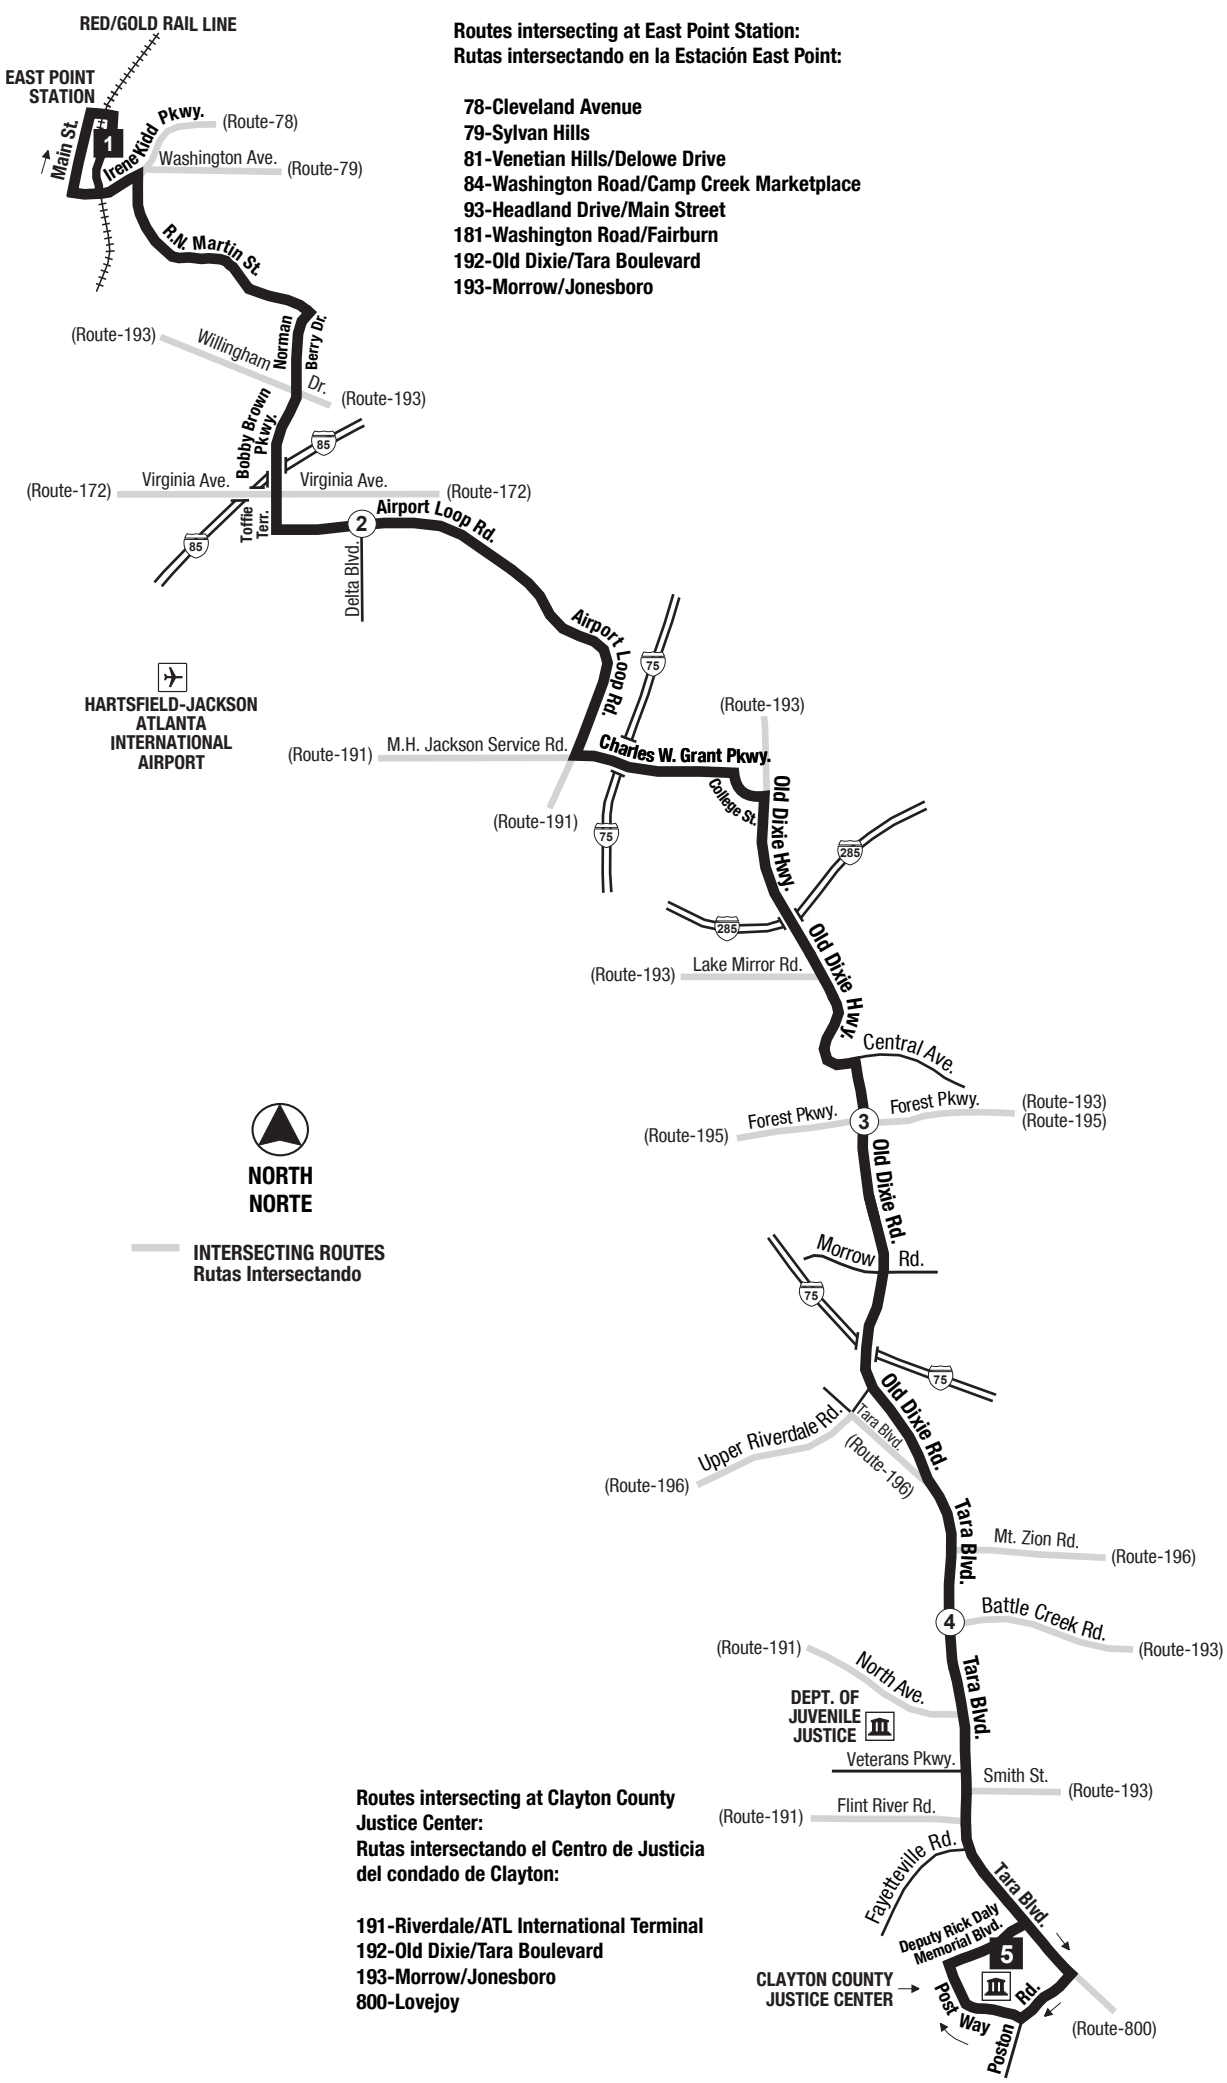 RED/GOLD RAIL LINE
EAST POINT
STATION
Main St.
1
IreneKidd Pkwy.
(Route-78)
Washington Ave.
(Route-79)
Routes intersecting at East Point Station:
Rutas intersectando en la Estación East Point:
78-Cleveland Avenue
79-Sylvan Hills
81-Venetian Hills/Delowe Drive
84-Washington Road/Camp Creek Marketplace
93-Headland Drive/Main Street
181-Washington Road/Fairburn
192-Old Dixie/Tara Boulevard
193-Morrow/Jonesboro
R.N. Martin St.
Norman
Berry Dr.
(Route-193)
Willingham
Dr.
(Route-193)
Bobby Brown
Pkwy.
85
(Route-172)
Virginia Ave.
Virginia Ave.
(Route-172)
Toffie
Terr.
85
2
Airport Loop Rd.
Delta Blvd.
Airport Loop Rd.
75
HARTSFIELD-JACKSON
ATLANTA
INTERNATIONAL
AIRPORT
(Route-191)
M.H. Jackson Service Rd.
Charles W. Grant Pkwy.
(Route-193)
College St.
(Route-191)
75
Old Dixie Hwy.
285
285
Old Dixie Hwy.
(Route-193)
Lake Mirror Rd.
Central Ave.
(Route-195)
Forest Pkwy.
3
Forest Pkwy.
(Route-193)
(Route-195)
NORTH
NORTE
INTERSECTING ROUTES
Rutas Intersectando
Old Dixie Rd.
Morrow
Rd.
75
75
Old Dixie Rd.
Upper Riverdale Rd.
(Route-196)
Tara Blvd.
(Route-196)
Tara Blvd.
Mt. Zion Rd.
(Route-196)
4
Battle Creek Rd.
(Route-193)
(Route-191)
North Ave.
Tara Blvd.
DEPT. OF
JUVENILE
JUSTICE
Veterans Pkwy.
Smith St.
(Route-193)
(Route-191)
Flint River Rd.
Fayetteville Rd.
Tara Blvd.
Deputy Rick Daly
Memorial Blvd.
5
CLAYTON COUNTY
JUSTICE CENTER
Post Way
Poston
Rd.
(Route-800)
Routes intersecting at Clayton County
Justice Center:
Rutas intersectando el Centro de Justicia
del condado de Clayton:
191-Riverdale/ATL International Terminal
192-Old Dixie/Tara Boulevard
193-Morrow/Jonesboro
800-Lovejoy